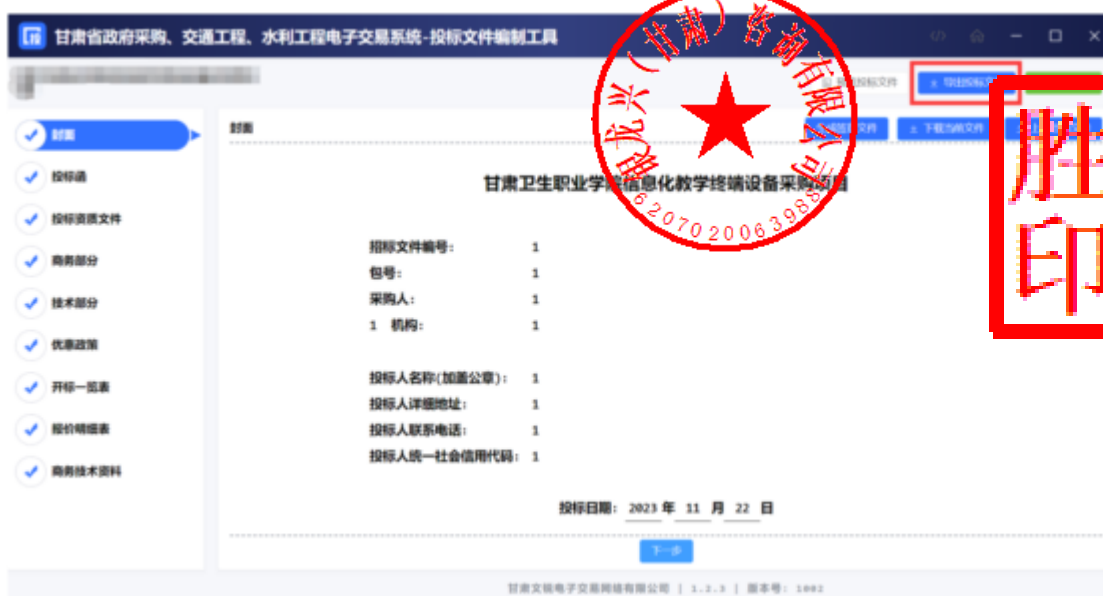 甘肃省政府采购、交通工程、水利工程电子交易系统-投标文件编制工具
导出投标文件
封面
封面
下载当前文件
投标函
甘肃卫生职业学院信息化教学终端设备采购项目
投标资质文件
招标文件编号： 1
商务部分
包号： 1
采购人： 1
技术部分
1 机构： 1
优惠政策
投标人名称(加盖公章)： 1
开标一览表
投标人详细地址： 1
报价明细表
投标人联系电话： 1
投标人统一社会信用代码： 1
商务技术资料
投标日期： 2023 年 11 月 22 日
下一步
甘肃文锐电子交易网络有限公司 | 1.2.3 | 版本号: 1002
龙兴（甘肃）咨询有限公司
胜
印